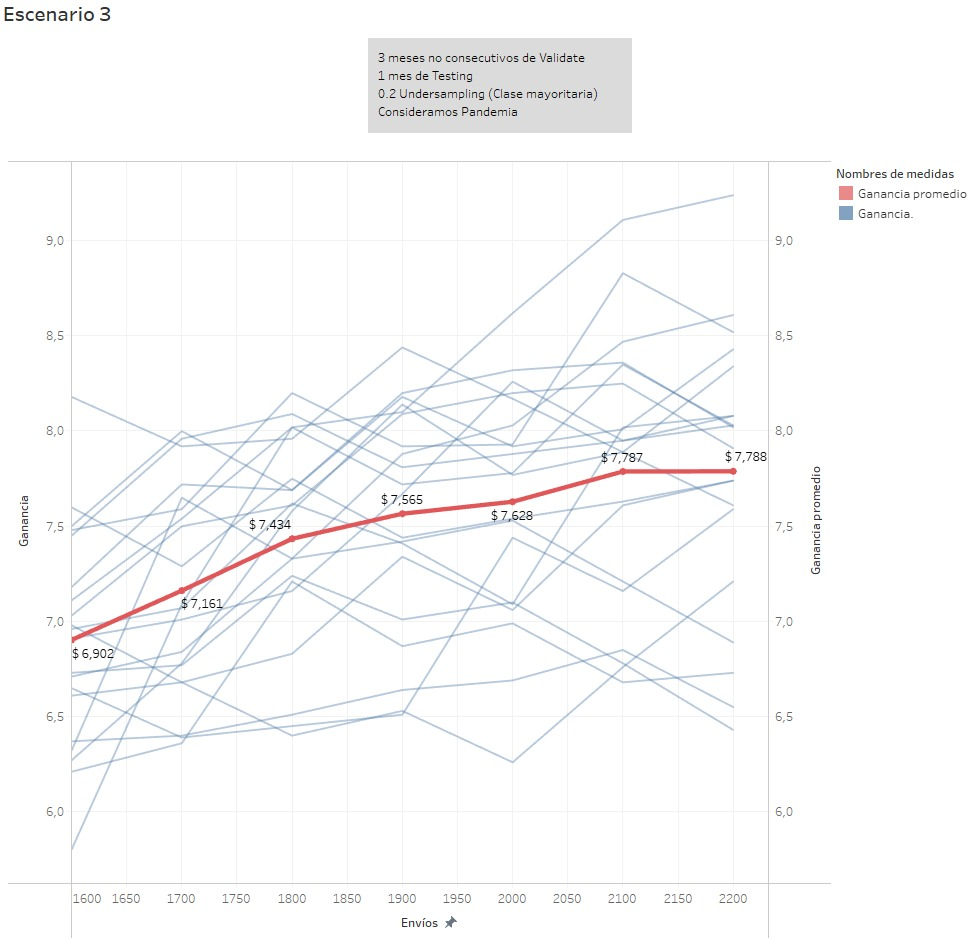 Escenario 3
3 meses no consecutivos de Validate
1 mes de Testing
0.2 Undersampling (Clase mayoritaria)
Consideramos Pandemia
Nombres de medidas
Ganancia promedio
Ganancia.
9,0
8,5
8,0
7,5
7,0
6,5
6,0
Ganancia
$ 6,902
$ 7,161
$ 7,434
$ 7,565
$ 7,628
$ 7,787
$ 7,788
9,0
8,5
8,0
7,5
7,0
6,5
6,0
Ganancia promedio
1600 1650 1700 1750 1800 1850 1900 1950 2000 2050 2100 2150 2200
Envíos